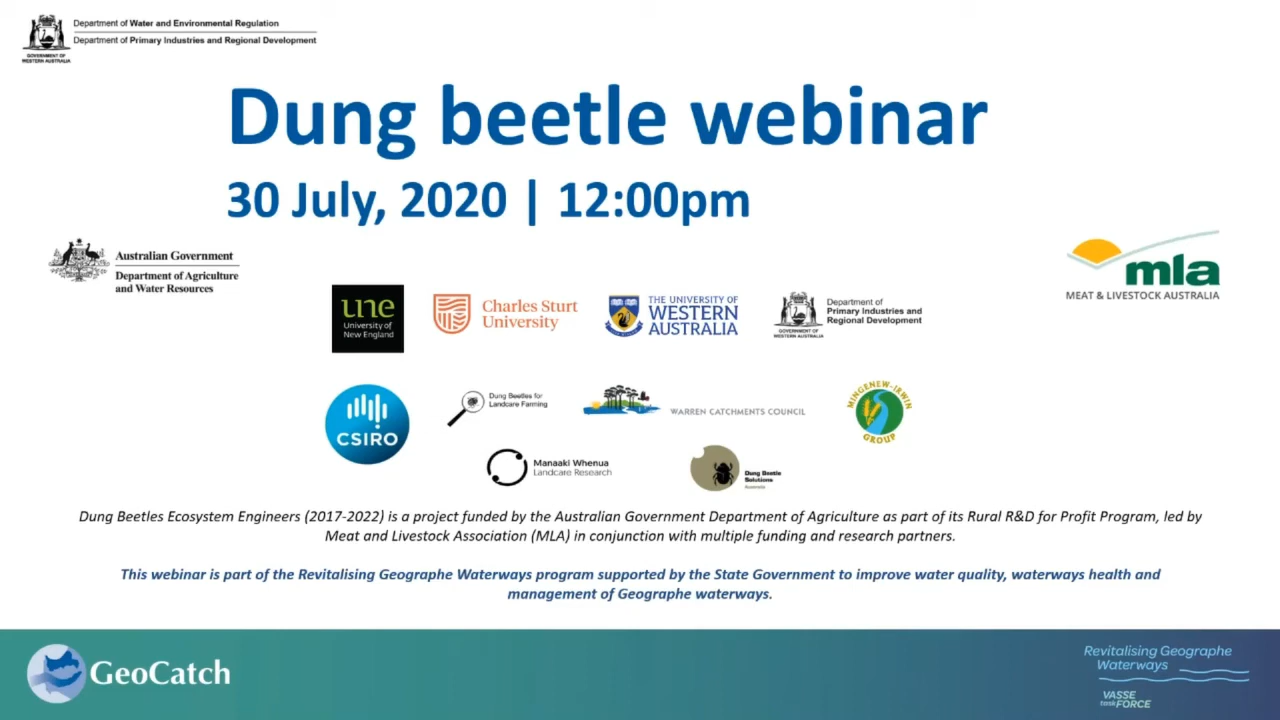 Department of Water and Environmental Regulation
Department of Primary Industries and Regional Development
GOVERNMENT OF
WESTERN AUSTRALIA
Dung beetle webinar
30 July, 2020 | 12:00pm
Australian Government
Department of Agriculture
and Water Resources
mla
MEAT & LIVESTOCK AUSTRALIA
une
University of
New England
Charles Sturt
University
THE UNIVERSITY OF
WESTERN
AUSTRALIA
GOVERNMENT OF
WESTERN AUSTRALIA
Department of
Primary Industries and
Regional Development
CSIRO
Dung Beetles for
Landcare Farming
WARREN CATCHMENTS COUNCIL
MINGENEW-IRWIN
GROUP
Manaaki Whenua
Landcare Research
Dung Beetle
Solutions
Australia
Dung Beetles Ecosystem Engineers (2017-2022) is a project funded by the Australian Government Department of Agriculture as part of its Rural R&D for Profit Program, led by
Meat and Livestock Association (MLA) in conjunction with multiple funding and research partners.
This webinar is part of the Revitalising Geographe Waterways program supported by the State Government to improve water quality, waterways health and
management of Geographe waterways.
GeoCatch
Revitalising Geographe
Waterways
VASSE
taskFORCE